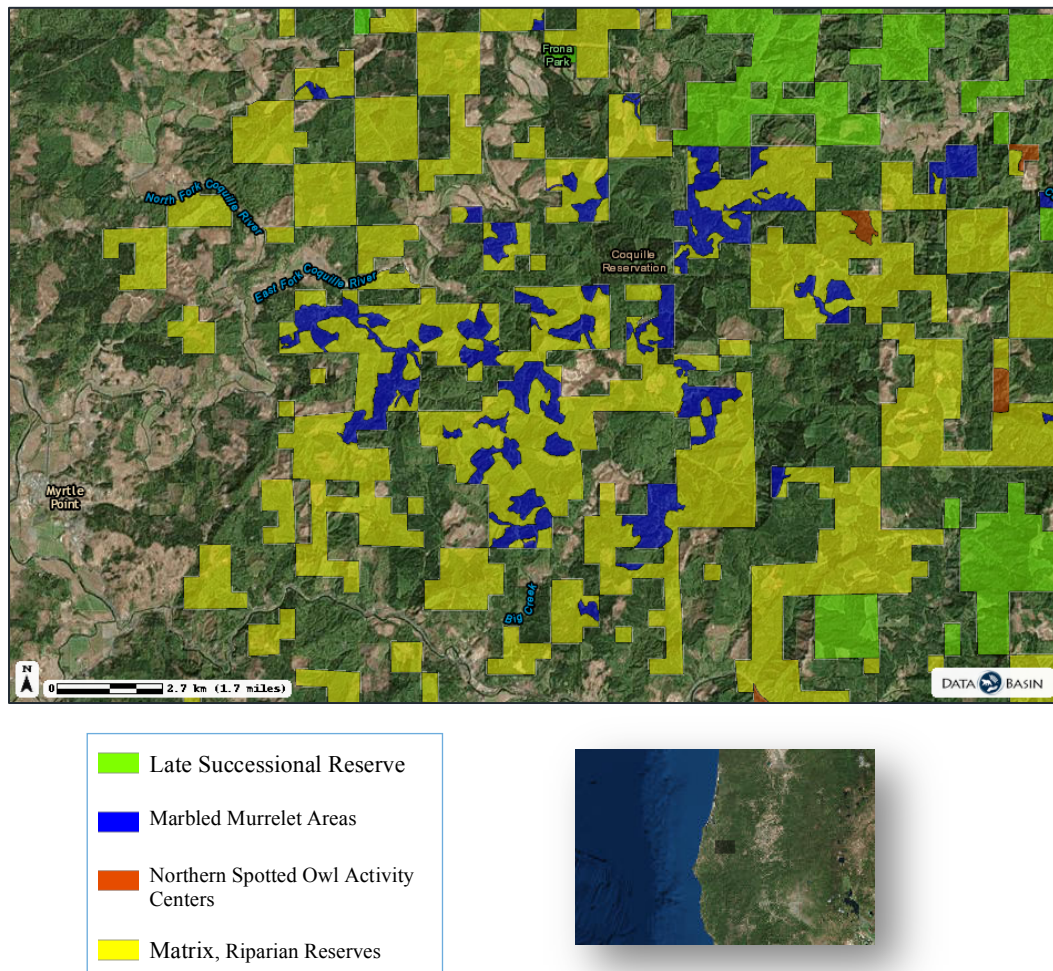 Frona
Park
North Fork Coquille River
Coquille
Reservation
East Fork Coquille River
Myrtle
Point
Big Creek
N
0 2.7 km (1.7 miles)
DATA BASIN
Late Successional Reserve
Marbled Murrelet Areas
Northern Spotted Owl Activity
Centers
Matrix, Riparian Reserves